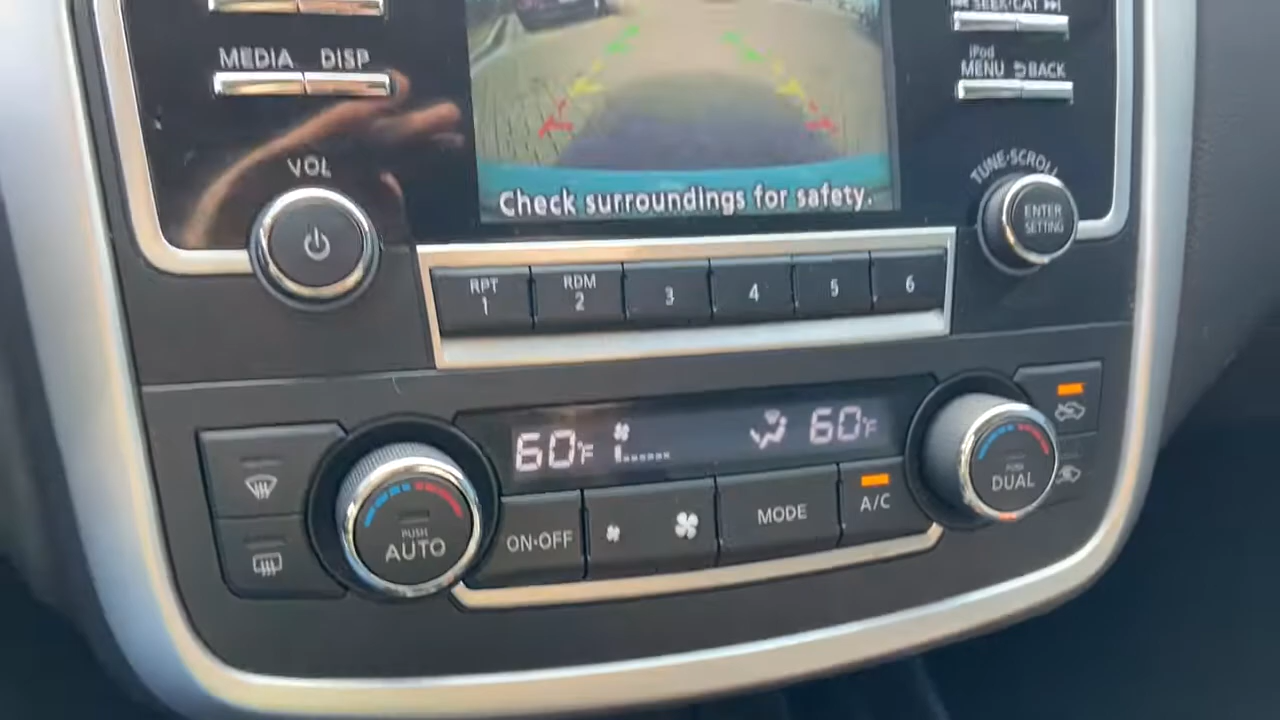 SEEK/CAT
MEDIA DISP
iPod
MENU BACK
VOL
TUNE·SCROLL
ENTER
SETTING
Check surroundings for safety.
RPT
1
RDM
2
3
4
5
6
60°F
60°F
PUSH
AUTO
ON·OFF
MODE
A/C
PUSH
DUAL